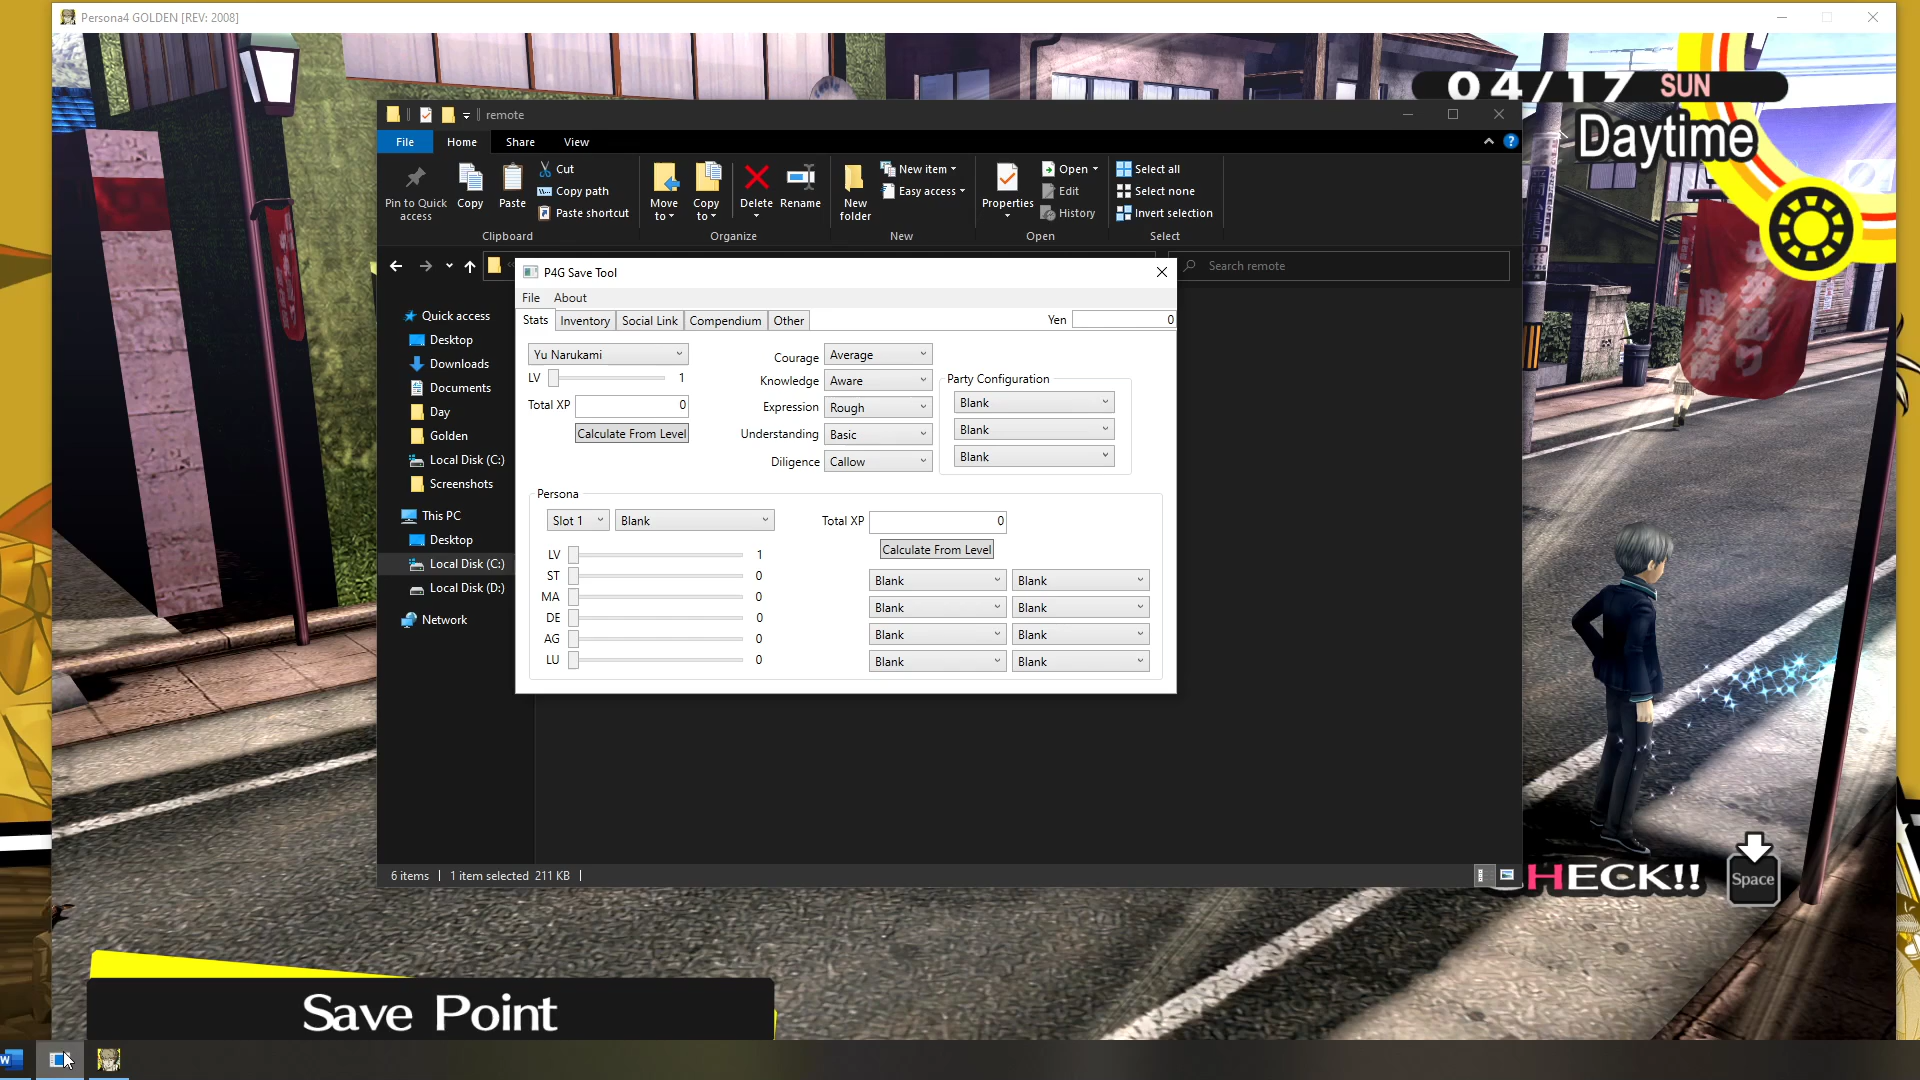 Persona4 GOLDEN [REV: 2008]
04/17 SUN
Daytime
remote
File Home Share View
Pin to Quick access
Copy
Paste
Cut
Copy path
Paste shortcut
Clipboard
Move to
Copy to
Delete
Rename
Organize
New folder
New item
Easy access
New
Properties
Open
Edit
History
Open
Select all
Select none
Invert selection
Select
Search remote
Quick access
Desktop
Downloads
Documents
Day
Golden
Local Disk (C:)
Screenshots
This PC
Desktop
Local Disk (C:)
Local Disk (D:)
Network
P4G Save Tool
File About
Stats Inventory Social Link Compendium Other
Yen 0
Yu Narukami
LV 1
Total XP 0
Calculate From Level
Courage Average
Knowledge Aware
Expression Rough
Understanding Basic
Diligence Callow
Party Configuration
Blank
Blank
Blank
Persona
Slot 1 Blank
LV 1
ST 0
MA 0
DE 0
AG 0
LU 0
Total XP 0
Calculate From Level
Blank Blank
Blank Blank
Blank Blank
Blank Blank
6 items 1 item selected 211 KB
HECK!!
Space
Save Point